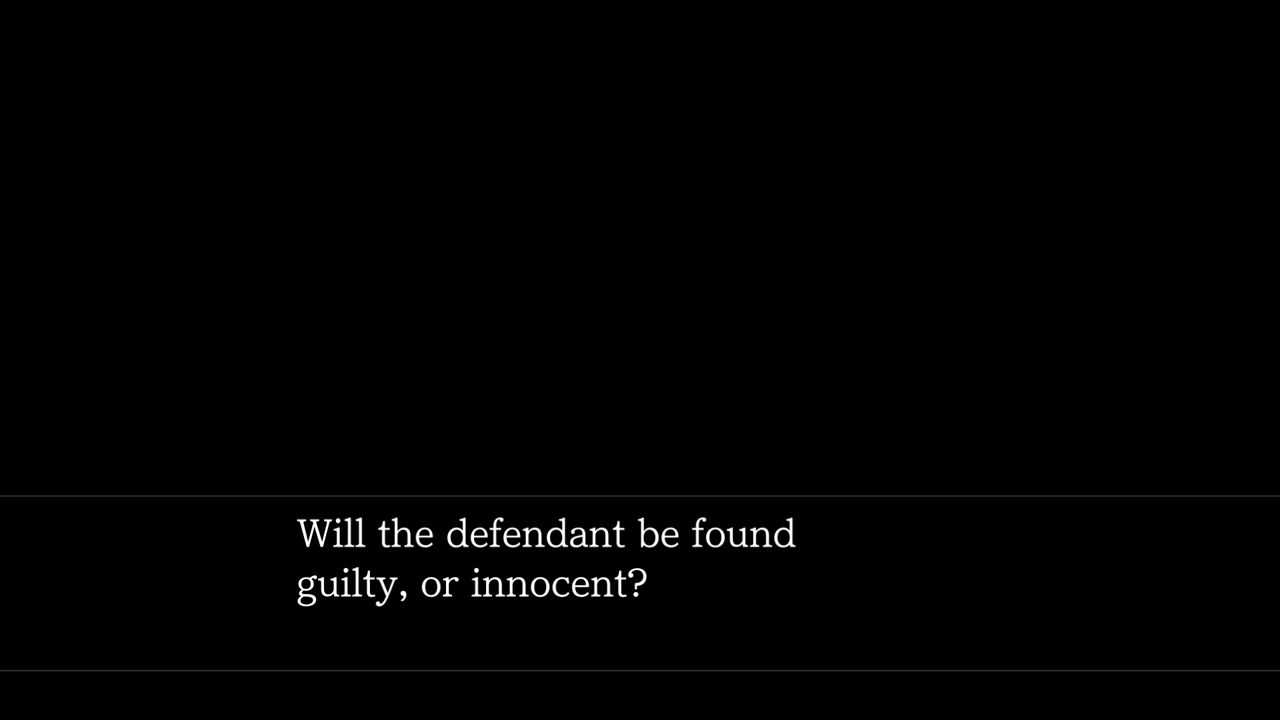 Will the defendant be found
guilty, or innocent?